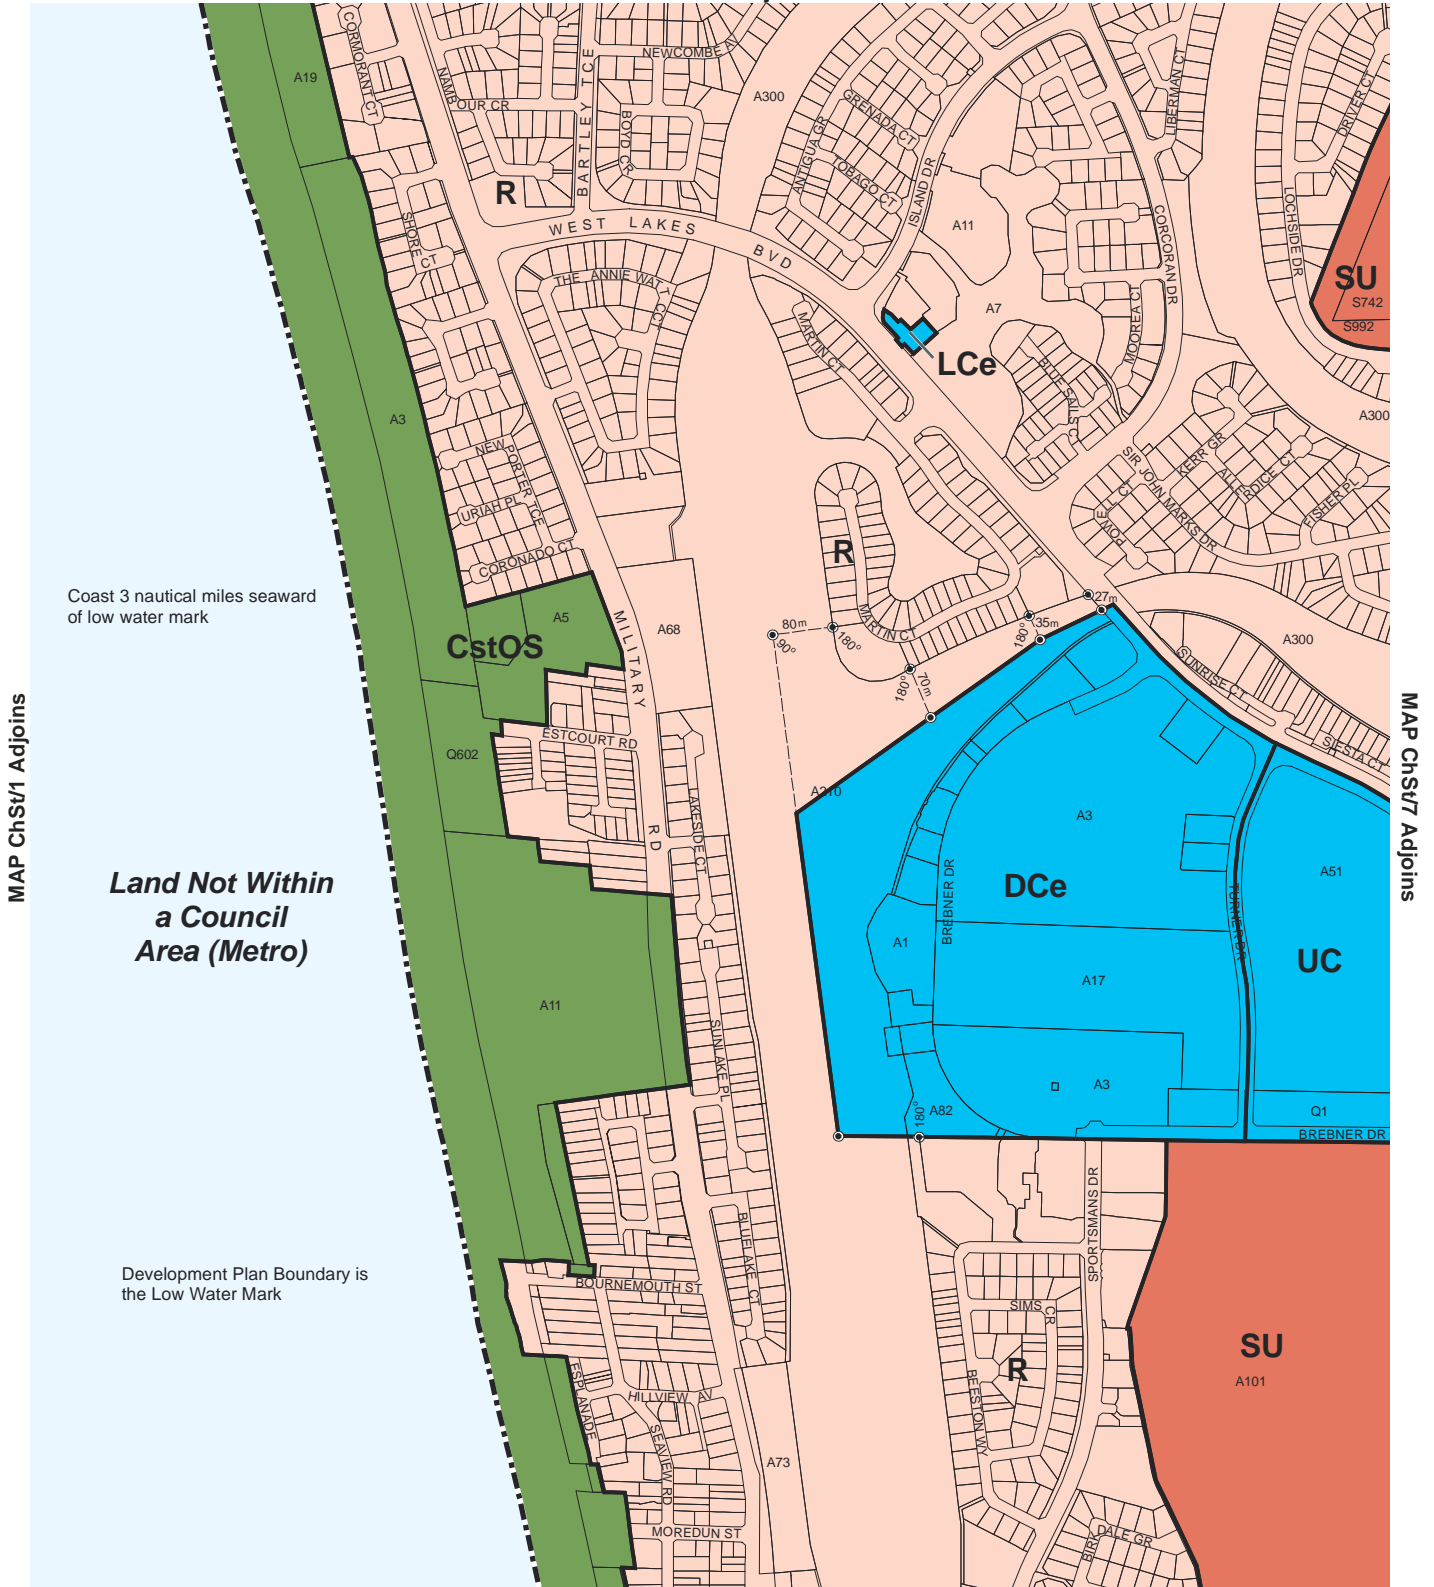 A19
CORMORANT CT
NAMBOUR CR
BARTLEY TCE
NEWCOMBE AV
BOYD CR
A300
ANTIGUA GR
GRENADA CT
TOBAGO CT
ISLAND DR
A11
LIBERMAN CT
DRIVER CT
LOCHSIDE DR
CORCORAN DR
R
SHORE CT
WEST LAKES BVD
THE ANNIE WATT CCT
SU
S742
S992
A7
MARTIN CT
MOOREA CT
LCe
BLUE SAILS CT
A3
A300
NEW PORTER TCE
URIAH PL
CORONADO CT
KERR GR
ALLERDICE CT
FISHER PL
SIR JOHN MARKS DR
POWELL CT
R
Coast 3 nautical miles seaward
of low water mark
A5
CstOS
MILITARY RD
A68
80m
90°
180°
MARTIN CT
180°
70m
180°
35m
27m
A300
SUNRISE CT
SIESTA CT
MAP ChSt/1 Adjoins
MAP ChSt/7 Adjoins
Q602
ESTCOURT RD
LAKESIDE CT
A210
A3
DCe
BREBNER DR
TURNER DR
A51
UC
Land Not Within
a Council
Area (Metro)
A1
A17
A11
SUNLAKE PL
A3
A82
180°
Q1
BREBNER DR
SPORTSMANS DR
BLUELAKE CT
Development Plan Boundary is
the Low Water Mark
BOURNEMOUTH ST
SIMS CR
R
SU
A101
BEESTON WY
ESPLANADE
HILLVIEW AV
SEAVIEW RD
A73
MOREDUN ST
DALE GR
BIRK